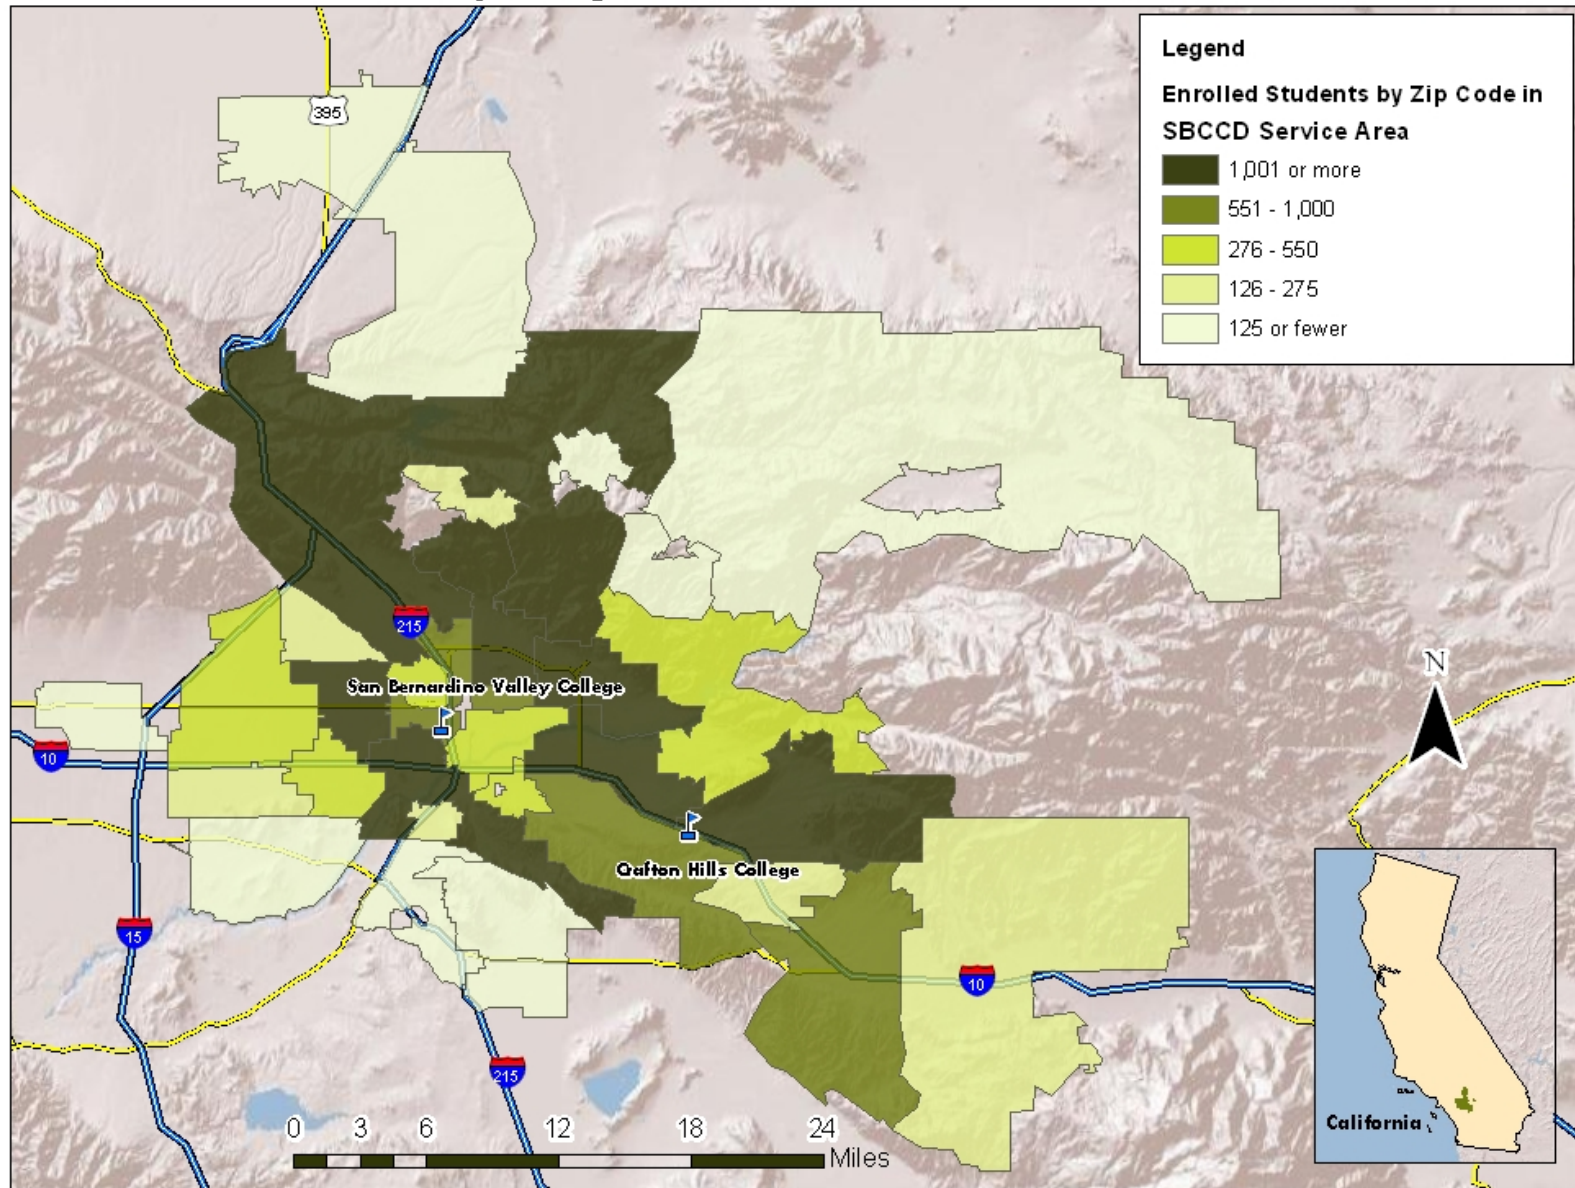 Legend
Enrolled Students by Zip Code in
SBCCD Service Area
1,001 or more
551 - 1,000
276 - 550
126 - 275
125 or fewer
395
215
San Bernardino Valley College
10
N
Qafton Hills College
15
10
215
0 3 6 12 18 24
Miles
California